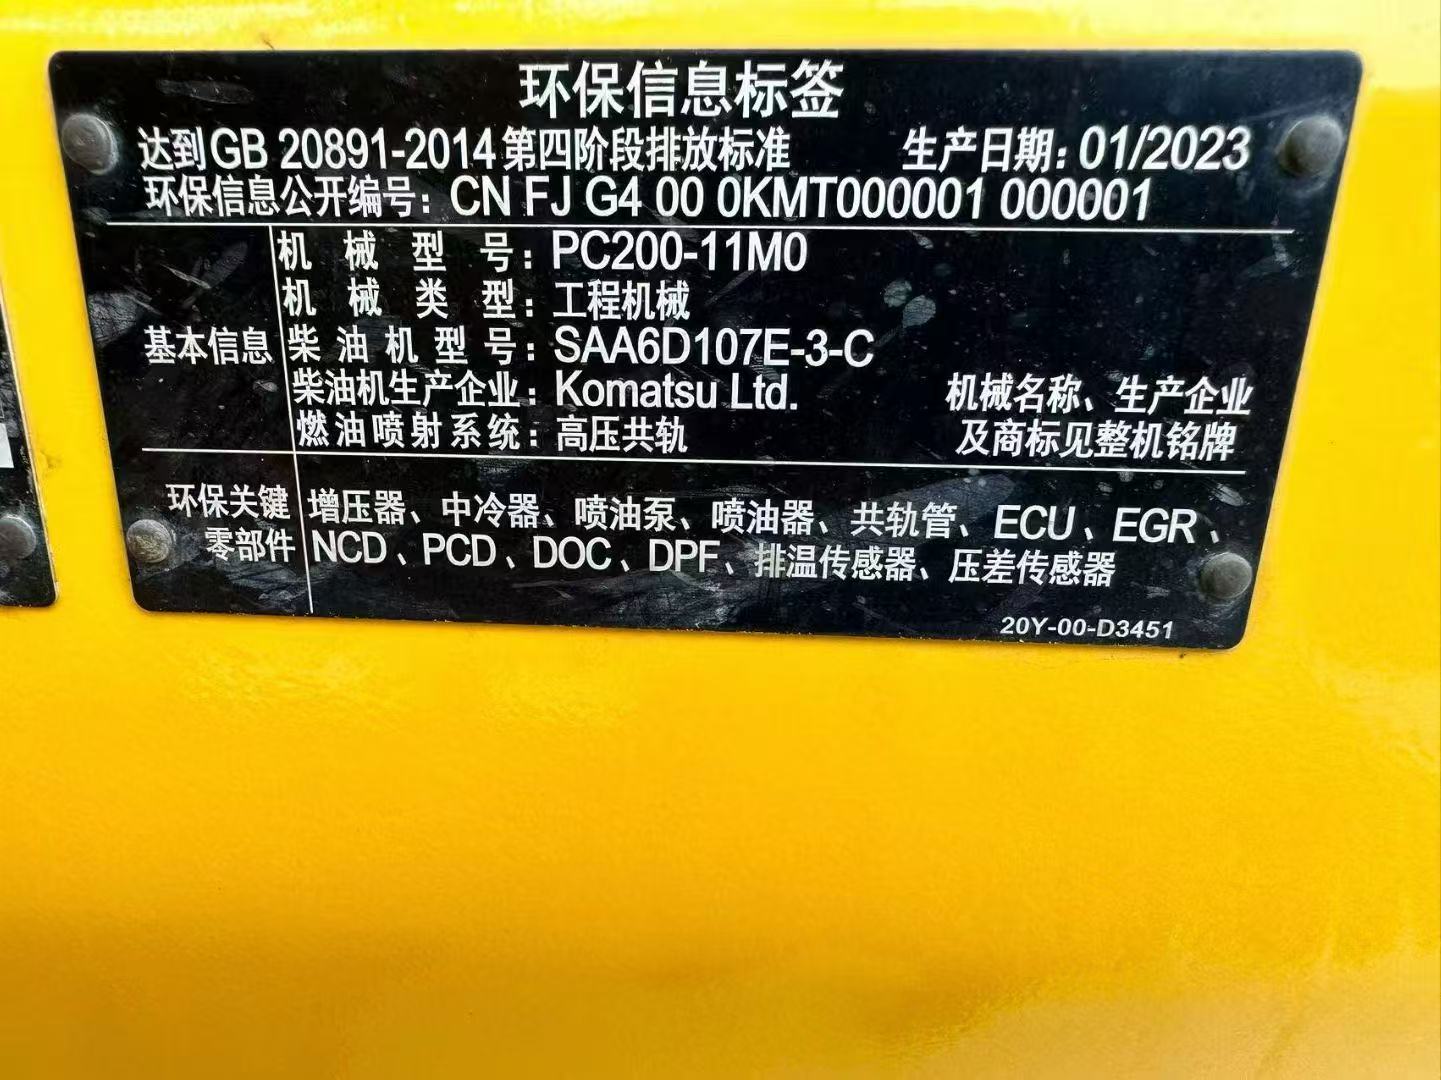 环保信息标签
达到GB 20891-2014第四阶段排放标准 生产日期：01/2023
环保信息公开编号：CN FJ G4 00 0KMT000001 000001
基本信息
机械型号：PC200-11M0
机械类型：工程机械
柴油机型号：SAA6D107E-3-C
柴油机生产企业：Komatsu Ltd.
燃油喷射系统：高压共轨
机械名称、生产企业
及商标见整机铭牌
环保关键
零部件
增压器、中冷器、喷油泵、喷油器、共轨管、ECU、EGR、
NCD、PCD、DOC、DPF、排温传感器、压差传感器
20Y-00-D3451